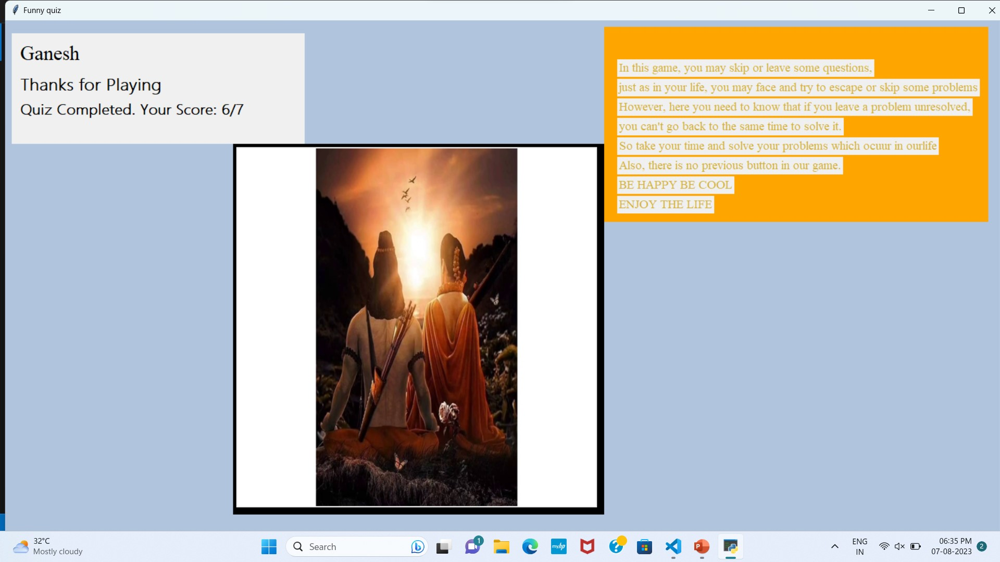 Funny quiz
Ganesh
Thanks for Playing
Quiz Completed. Your Score: 6/7
In this game, you may skip or leave some questions,
just as in your life, you may face and try to escape or skip some problems
However, here you need to know that if you leave a problem unresolved,
you can't go back to the same time to solve it.
So take your time and solve your problems which ocuur in ourlife
Also, there is no previous button in our game.
BE HAPPY BE COOL
ENJOY THE LIFE
32°C
Mostly cloudy
Search
1
myhp
P
ENG
IN
06:35 PM
07-08-2023
2